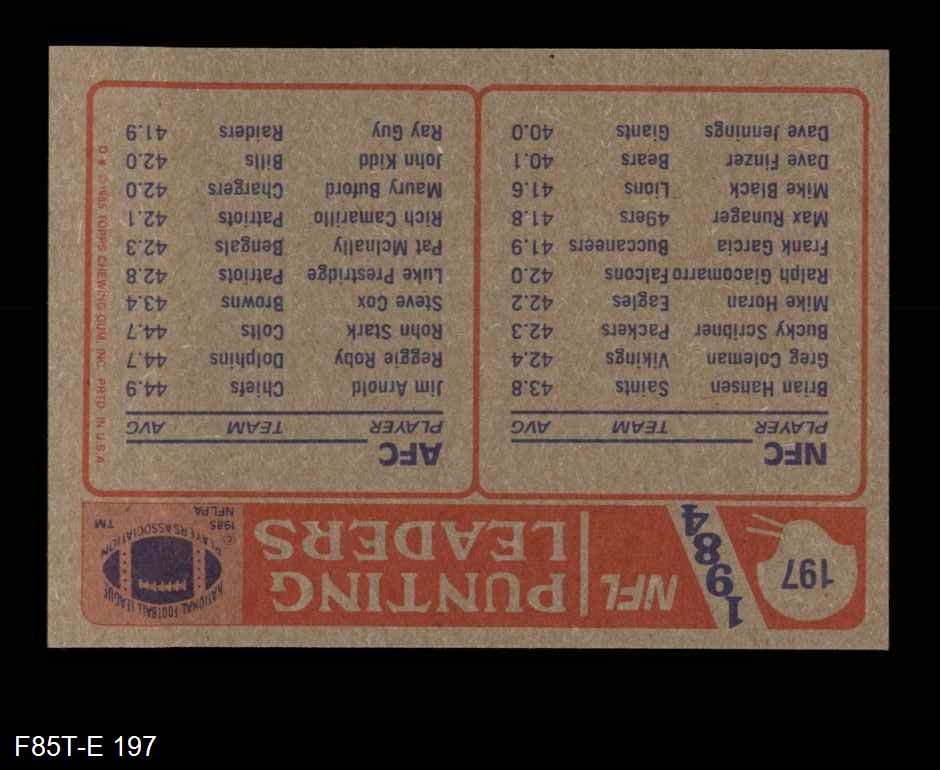 197
1984
NFL PUNTING
LEADERS
NATIONAL FOOTBALL LEAGUE
PLAYERS ASSOCIATION
TM
© 1985
NFLPA
NFC
PLAYER TEAM AVG
Brian Hansen Saints 43.8
Greg Coleman Vikings 42.4
Bucky Scribner Packers 42.3
Mike Horan Eagles 42.2
Ralph Giacomarro Falcons 42.0
Frank Garcia Buccaneers 41.9
Max Runager 49ers 41.8
Mike Black Lions 41.6
Dave Finzer Bears 40.1
Dave Jennings Giants 40.0
AFC
PLAYER TEAM AVG
Jim Arnold Chiefs 44.9
Reggie Roby Dolphins 44.7
Rohn Stark Colts 44.7
Steve Cox Browns 43.4
Luke Prestridge Patriots 42.8
Pat McInally Bengals 42.3
Rich Camarillo Patriots 42.1
Maury Buford Chargers 42.0
John Kidd Bills 42.0
Ray Guy Raiders 41.9
D* © 1985 TOPPS CHEWING GUM, INC. PRTD. IN U.S.A.
F85T-E 197